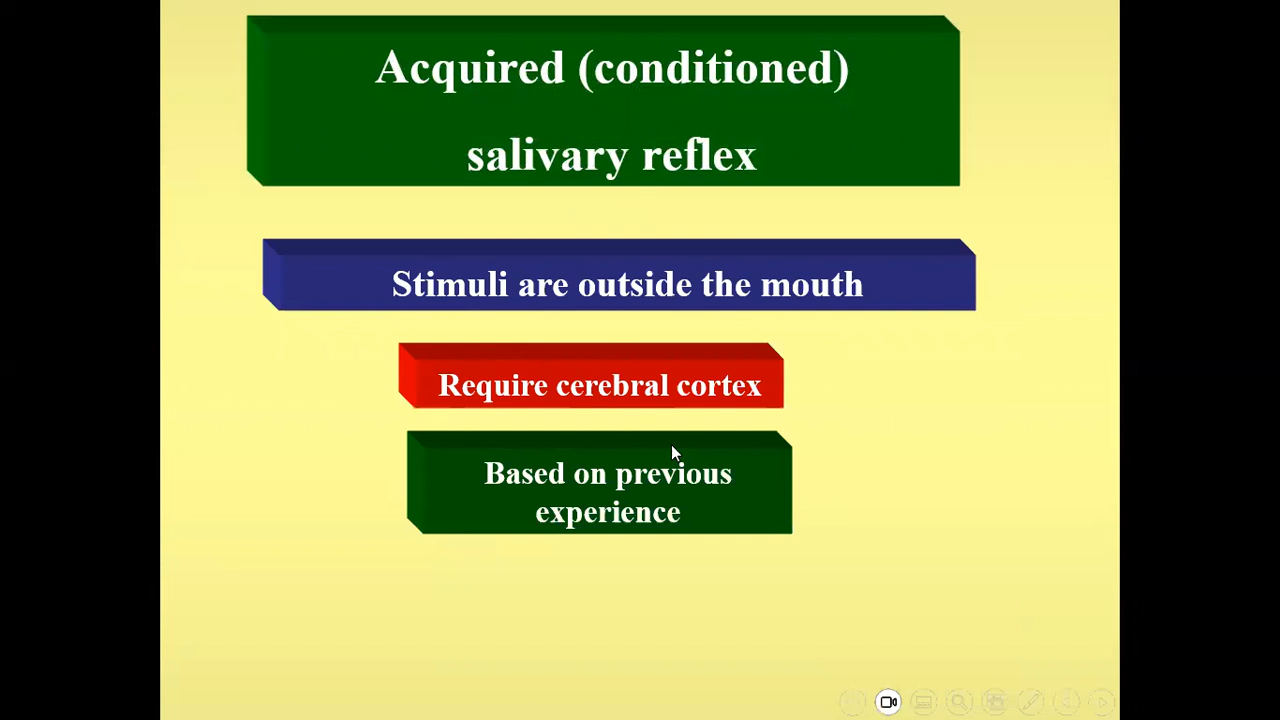 Acquired (conditioned)
salivary reflex
Stimuli are outside the mouth
Require cerebral cortex
Based on previous
experience